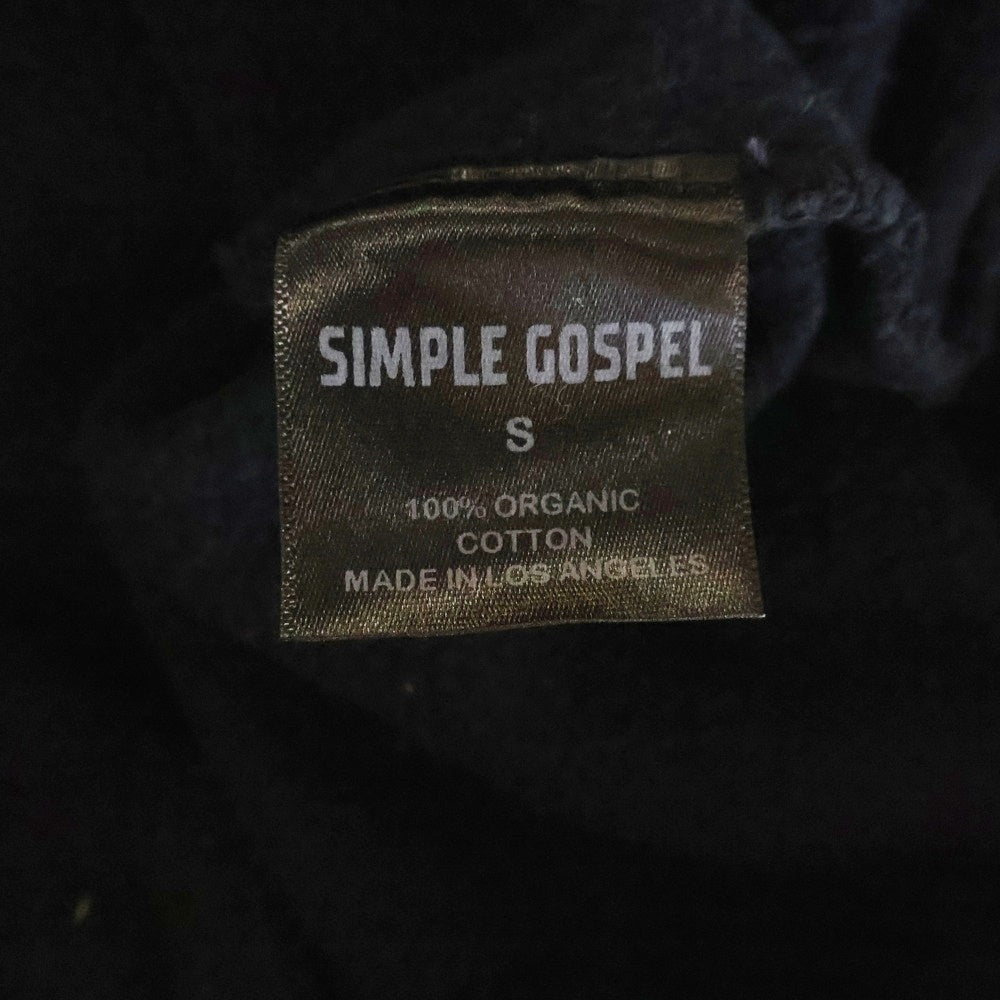 SIMPLE GOSPEL
S
100% ORGANIC
COTTON
MADE IN LOS ANGELES